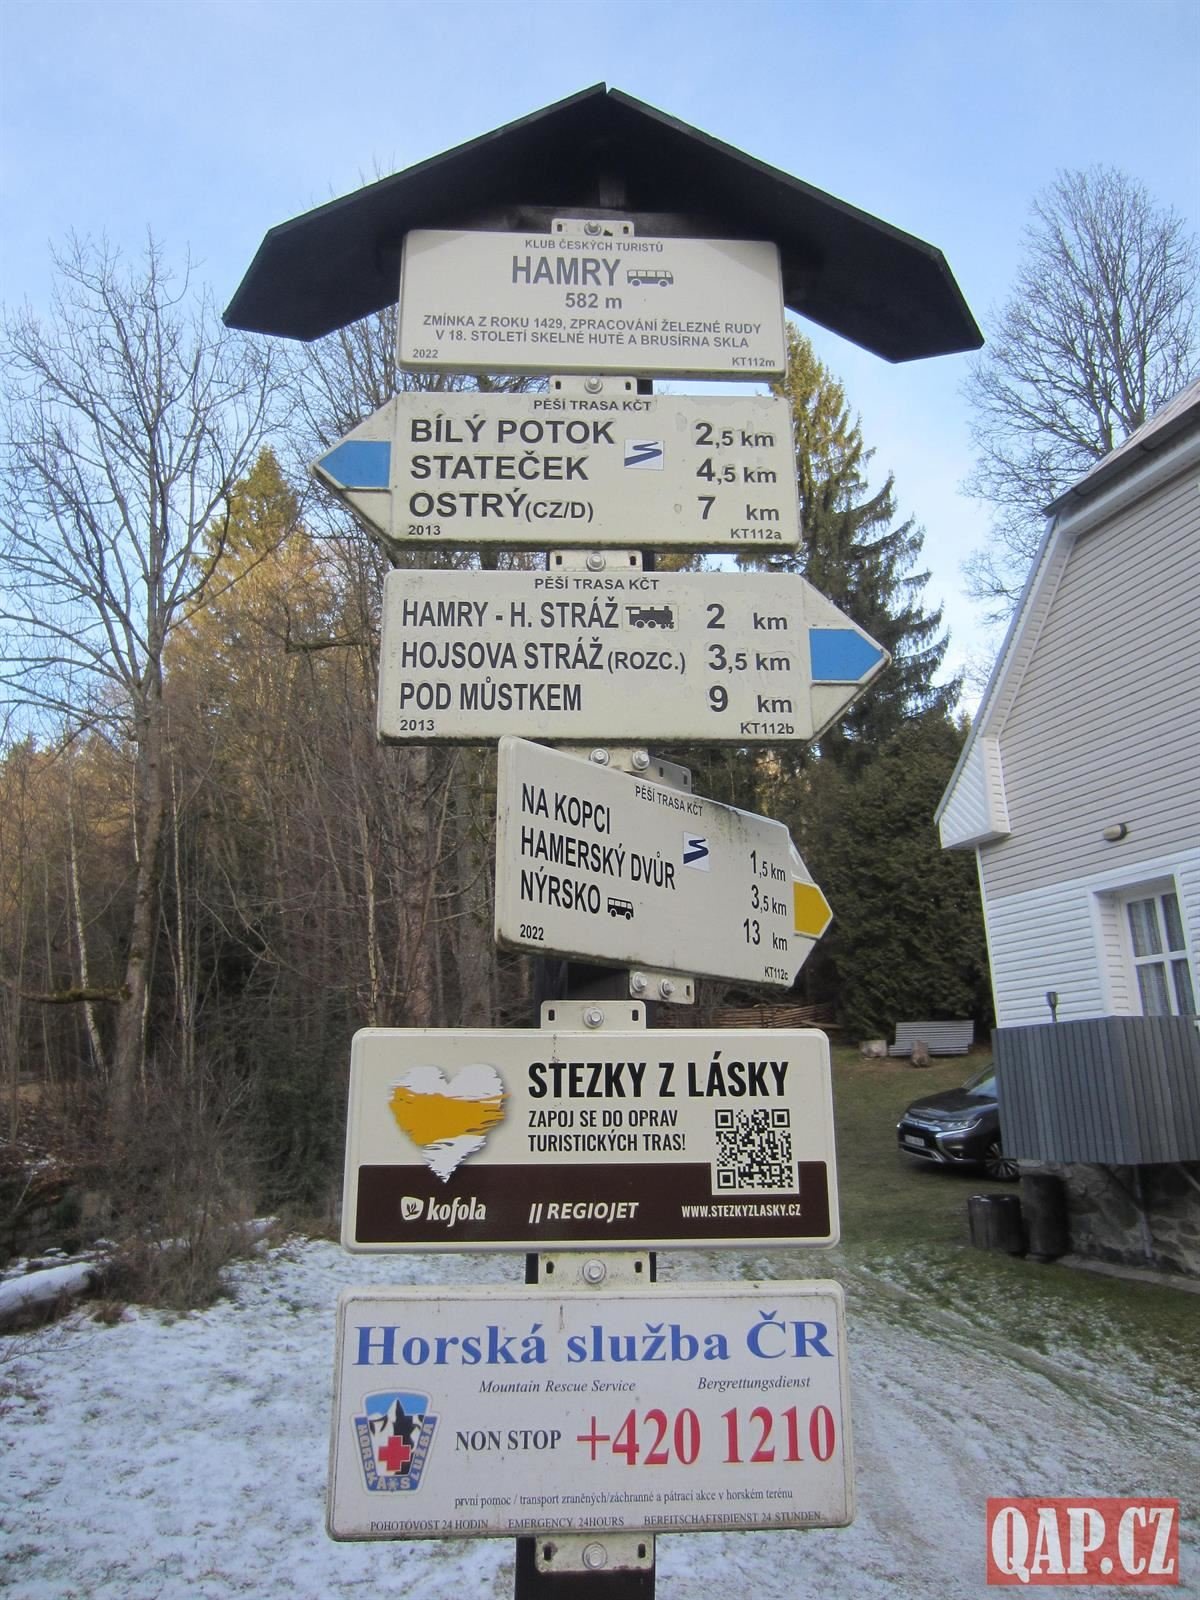 KLUB ČESKÝCH TURISTŮ
HAMRY
582 m
ZMÍNKA Z ROKU 1429, ZPRACOVÁNÍ ŽELEZNÉ RUDY
V 18. STOLETÍ SKELNÉ HUTĚ A BRUSÍRNA SKLA
2022 KT112m
PĚŠÍ TRASA KČT
BÍLÝ POTOK 2,5 km
STATEČEK 4,5 km
OSTRÝ (CZ/D) 7 km
2013 KT112a
PĚŠÍ TRASA KČT
HAMRY - H. STRÁŽ 2 km
HOJSOVA STRÁŽ (ROZC.) 3,5 km
POD MŮSTKEM 9 km
2013 KT112b
PĚŠÍ TRASA KČT
NA KOPCI 1,5 km
HAMERSKÝ DVŮR 3,5 km
NÝRSKO 13 km
2022 KT112c
STEZKY Z LÁSKY
ZAPOJ SE DO OPRAV
TURISTICKÝCH TRAS!
kofola // REGIOJET WWW.STEZKYZLASKY.CZ
Horská služba ČR
Mountain Rescue Service Bergrettungsdienst
HORSKÁ SLUŽBA
NON STOP +420 1210
první pomoc / transport zraněných/záchranné a pátrací akce v horském terénu
POHOTOVOST 24 HODIN EMERGENCY 24HOURS BEREITSCHAFTSDIENST 24 STUNDEN
QAP.CZ